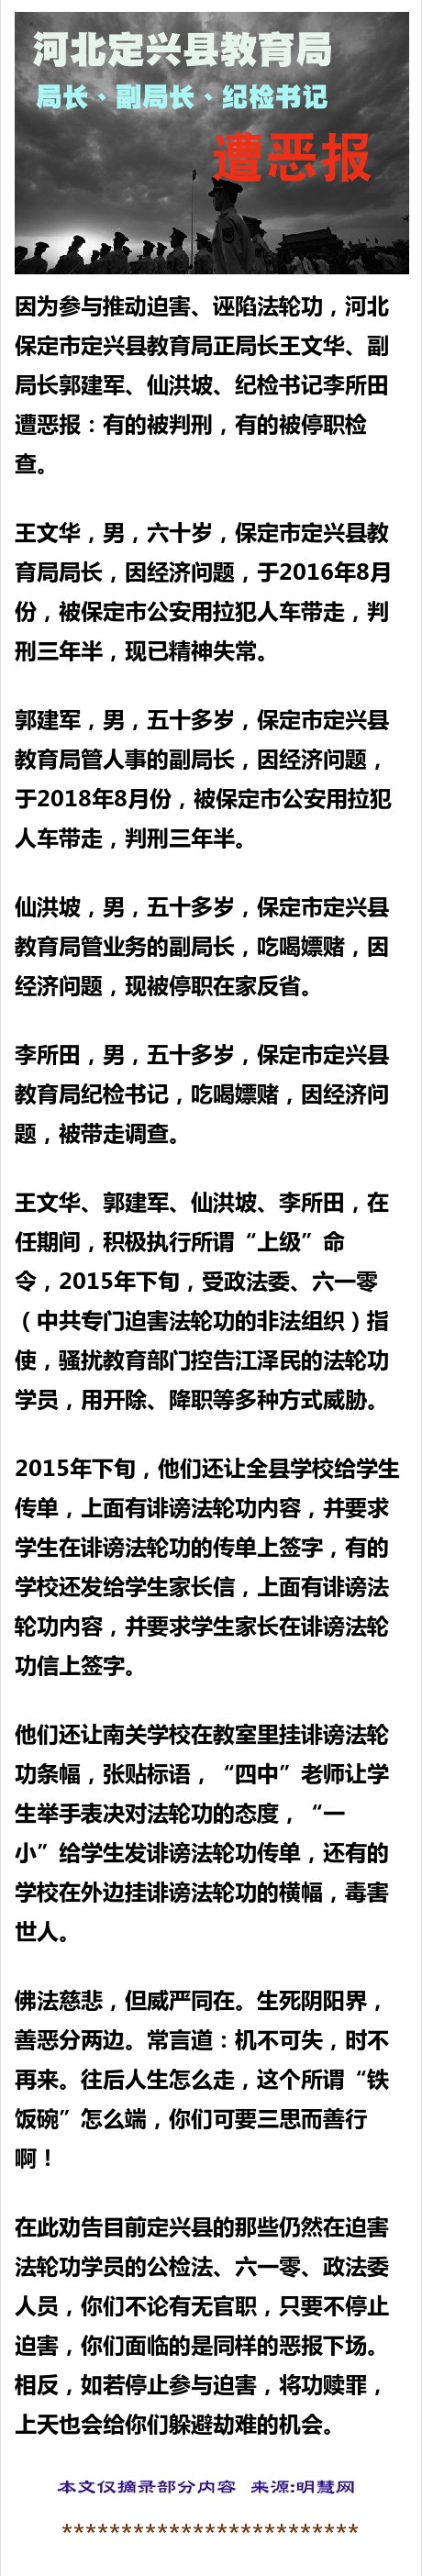 河北定兴县教育局
局长、副局长、纪检书记
遭恶报
因为参与推动迫害、诬陷法轮功，河北
保定市定兴县教育局正局长王文华、副
局长郭建军、仙洪坡、纪检书记李所田
遭恶报：有的被判刑，有的被停职检
查。
王文华，男，六十岁，保定市定兴县教
育局局长，因经济问题，于2016年8月
份，被保定市公安用拉犯人车带走，判
刑三年半，现已精神失常。
郭建军，男，五十多岁，保定市定兴县
教育局管人事的副局长，因经济问题，
于2018年8月份，被保定市公安用拉犯
人车带走，判刑三年半。
仙洪坡，男，五十多岁，保定市定兴县
教育局管业务的副局长，吃喝嫖赌，因
经济问题，现被停职在家反省。
李所田，男，五十多岁，保定市定兴县
教育局纪检书记，吃喝嫖赌，因经济问
题，被带走调查。
王文华、郭建军、仙洪坡、李所田，在
任期间，积极执行所谓“上级”命
令，2015年下旬，受政法委、六一零
（中共专门迫害法轮功的非法组织）指
使，骚扰教育部门控告江泽民的法轮功
学员，用开除、降职等多种方式威胁。
2015年下旬，他们还让全县学校给学生
传单，上面有诽谤法轮功内容，并要求
学生在诽谤法轮功的传单上签字，有的
学校还发给学生家长信，上面有诽谤法
轮功内容，并要求学生家长在诽谤法轮
功信上签字。
他们还让南关学校在教室里挂诽谤法轮
功条幅，张贴标语，“四中”老师让学
生举手表决对法轮功的态度，“一
小”给学生发诽谤法轮功传单，还有的
学校在外边挂诽谤法轮功的横幅，毒害
世人。
佛法慈悲，但威严同在。生死阴阳界，
善恶分两边。常言道：机不可失，时不
再来。往后人生怎么走，这个所谓“铁
饭碗”怎么端，你们可要三思而善行
啊！
在此劝告目前定兴县的那些仍然在迫害
法轮功学员的公检法、六一零、政法委
人员，你们不论有无官职，只要不停止
迫害，你们面临的是同样的恶报下场。
相反，如若停止参与迫害，将功赎罪，
上天也会给你们躲避劫难的机会。
本文仅摘录部分内容 来源:明慧网
*************************